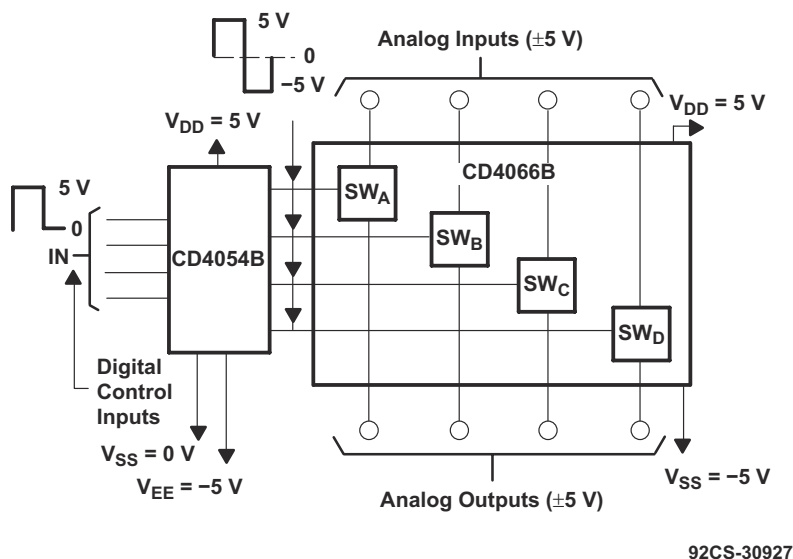 5 V
0
−5 V
Analog Inputs (±5 V)
V_DD = 5 V
V_DD = 5 V
CD4066B
5 V
0
IN
CD4054B
SW_A
SW_B
SW_C
SW_D
Digital
Control
Inputs
V_SS = 0 V
V_EE = −5 V
V_SS = −5 V
Analog Outputs (±5 V)
92CS-30927